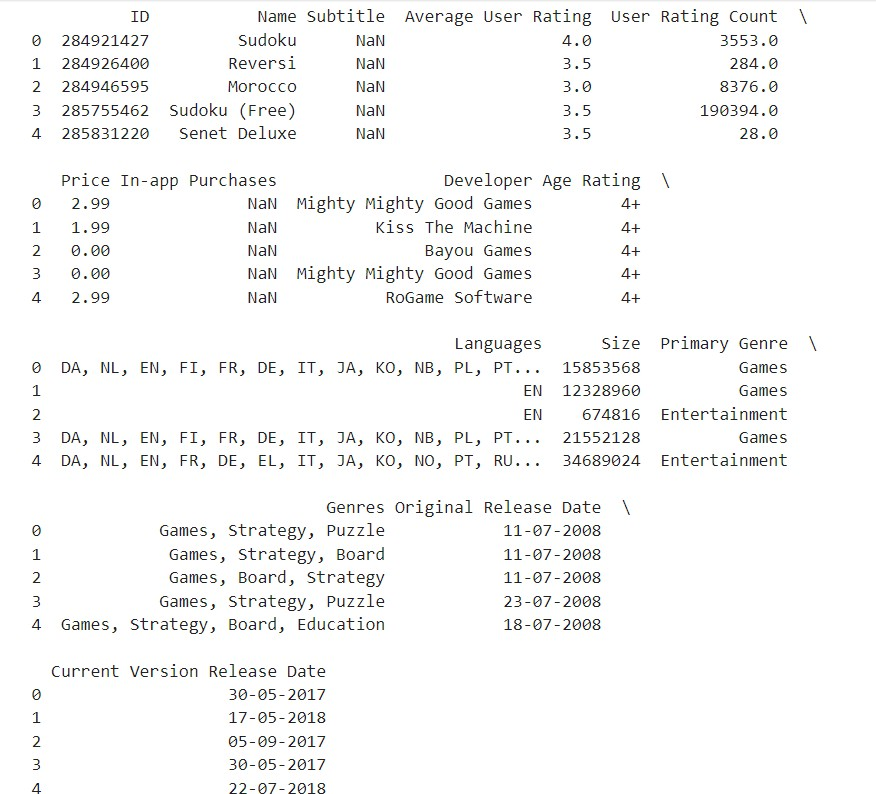 ID Name Subtitle Average User Rating User Rating Count \
0 284921427 Sudoku NaN 4.0 3553.0
1 284926400 Reversi NaN 3.5 284.0
2 284946595 Morocco NaN 3.0 8376.0
3 285755462 Sudoku (Free) NaN 3.5 190394.0
4 285831220 Senet Deluxe NaN 3.5 28.0
Price In-app Purchases Developer Age Rating \
0 2.99 NaN Mighty Mighty Good Games 4+
1 1.99 NaN Kiss The Machine 4+
2 0.00 NaN Bayou Games 4+
3 0.00 NaN Mighty Mighty Good Games 4+
4 2.99 NaN RoGame Software 4+
Languages Size Primary Genre \
0 DA, NL, EN, FI, FR, DE, IT, JA, KO, NB, PL, PT... 15853568 Games
1 EN 12328960 Games
2 EN 674816 Entertainment
3 DA, NL, EN, FI, FR, DE, IT, JA, KO, NB, PL, PT... 21552128 Games
4 DA, NL, EN, FR, DE, EL, IT, JA, KO, NO, PT, RU... 34689024 Entertainment
Genres Original Release Date \
0 Games, Strategy, Puzzle 11-07-2008
1 Games, Strategy, Board 11-07-2008
2 Games, Board, Strategy 11-07-2008
3 Games, Strategy, Puzzle 23-07-2008
4 Games, Strategy, Board, Education 18-07-2008
Current Version Release Date
0 30-05-2017
1 17-05-2018
2 05-09-2017
3 30-05-2017
4 22-07-2018